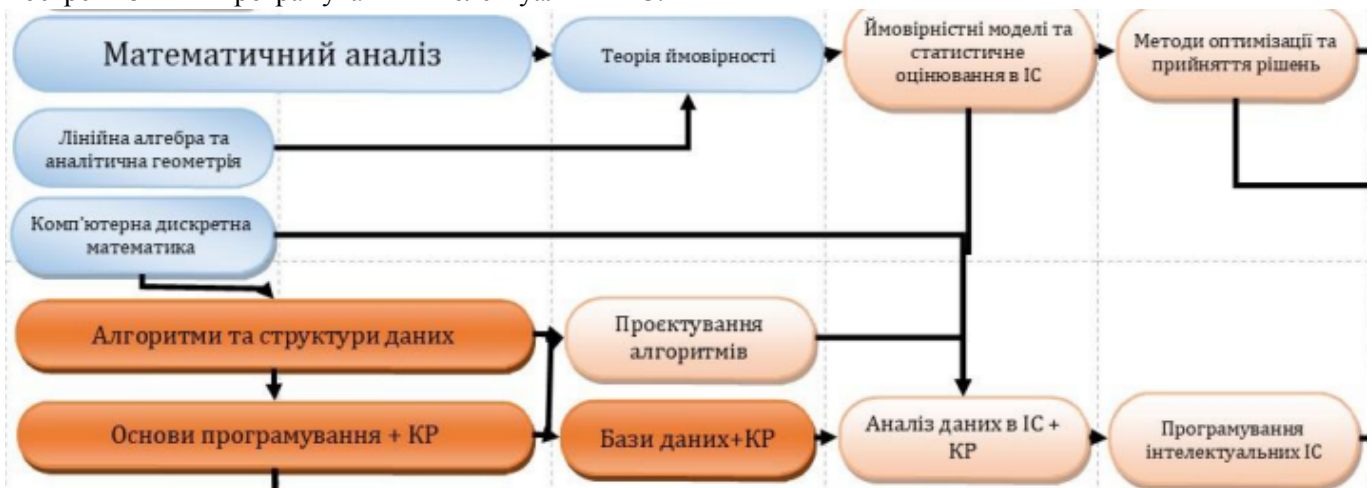 Математичний аналіз
Теорія ймовірності
Ймовірністні моделі та
статистичне
оцінювання в ІС
Методи оптимізації та
прийняття рішень
Лінійна алгебра та
аналітична геометрія
Комп'ютерна дискретна
математика
Алгоритми та структури даних
Проєктування
алгоритмів
Основи програмування + КР
Бази даних+КР
Аналіз даних в ІС +
КР
Програмування
інтелектуальних ІС